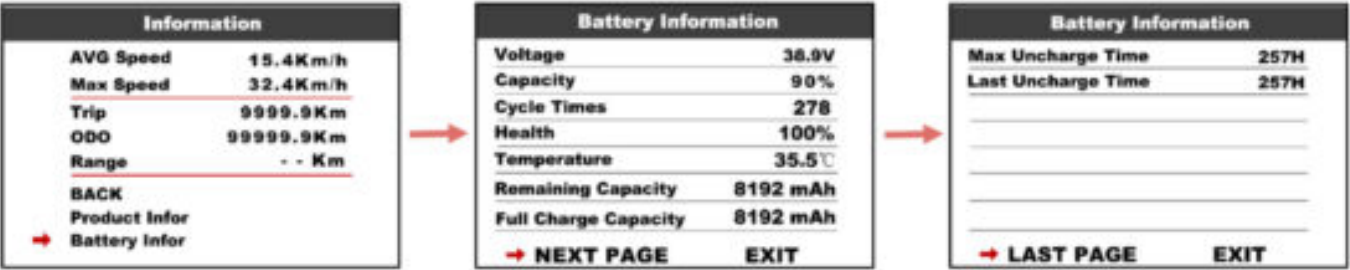 Information
AVG Speed 15.4Km/h
Max Speed 32.4Km/h
Trip 9999.9Km
ODO 99999.9Km
Range - - Km
BACK
Product Infor
Battery Infor
Battery Information
Voltage 38.9V
Capacity 90%
Cycle Times 278
Health 100%
Temperature 35.5℃
Remaining Capacity 8192 mAh
Full Charge Capacity 8192 mAh
NEXT PAGE EXIT
Battery Information
Max Uncharge Time 257H
Last Uncharge Time 257H
LAST PAGE EXIT